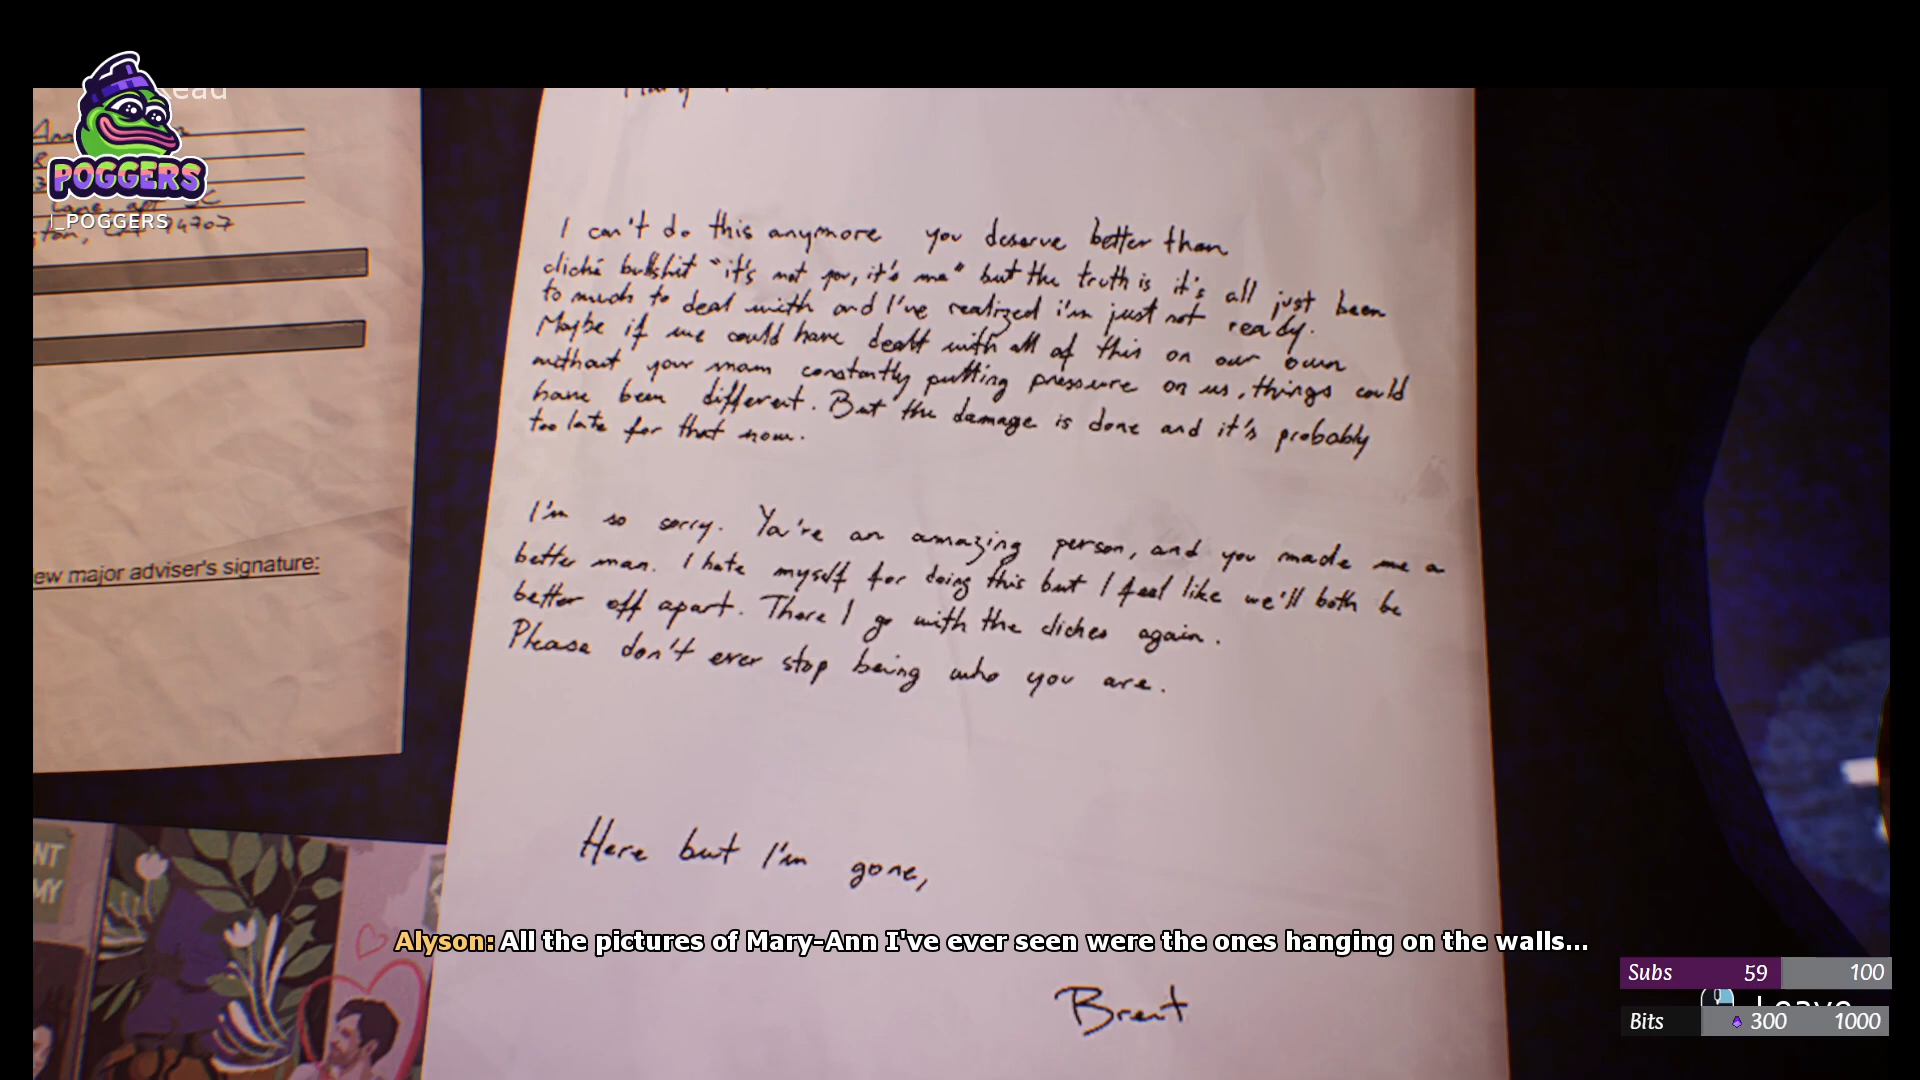 ead
POGGERS
_POGGERS
94707
ew major adviser's signature:
NT
MY
I can't do this anymore you deserve better than
cliché bullshit "it's not you, it's me" but the truth is it's all just been
to much to deal with and I've realized i'm just not ready.
Maybe if we could have dealt with all of this on our own
without your mom constantly putting pressure on us, things could
have been different. But the damage is done and it's probably
too late for that now.
I'm so sorry. You're an amazing person, and you made me a
better man. I hate myself for doing this but I feel like we'll both be
better off apart. There I go with the cliches again.
Please don't ever stop being who you are.
Here but I'm gone,
Brent
Alyson: All the pictures of Mary-Ann I've ever seen were the ones hanging on the walls...
Subs 59 100
Leave
Bits 300 1000